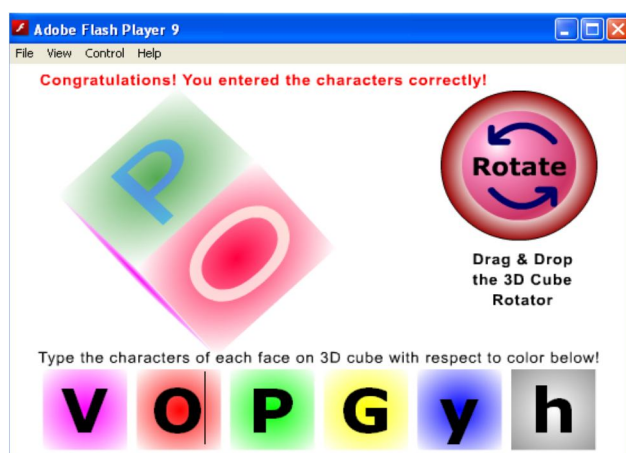 Adobe Flash Player 9
File View Control Help
Congratulations! You entered the characters correctly!
P
O
Rotate
Drag & Drop
the 3D Cube
Rotator
Type the characters of each face on 3D cube with respect to color below!
V O P G y h